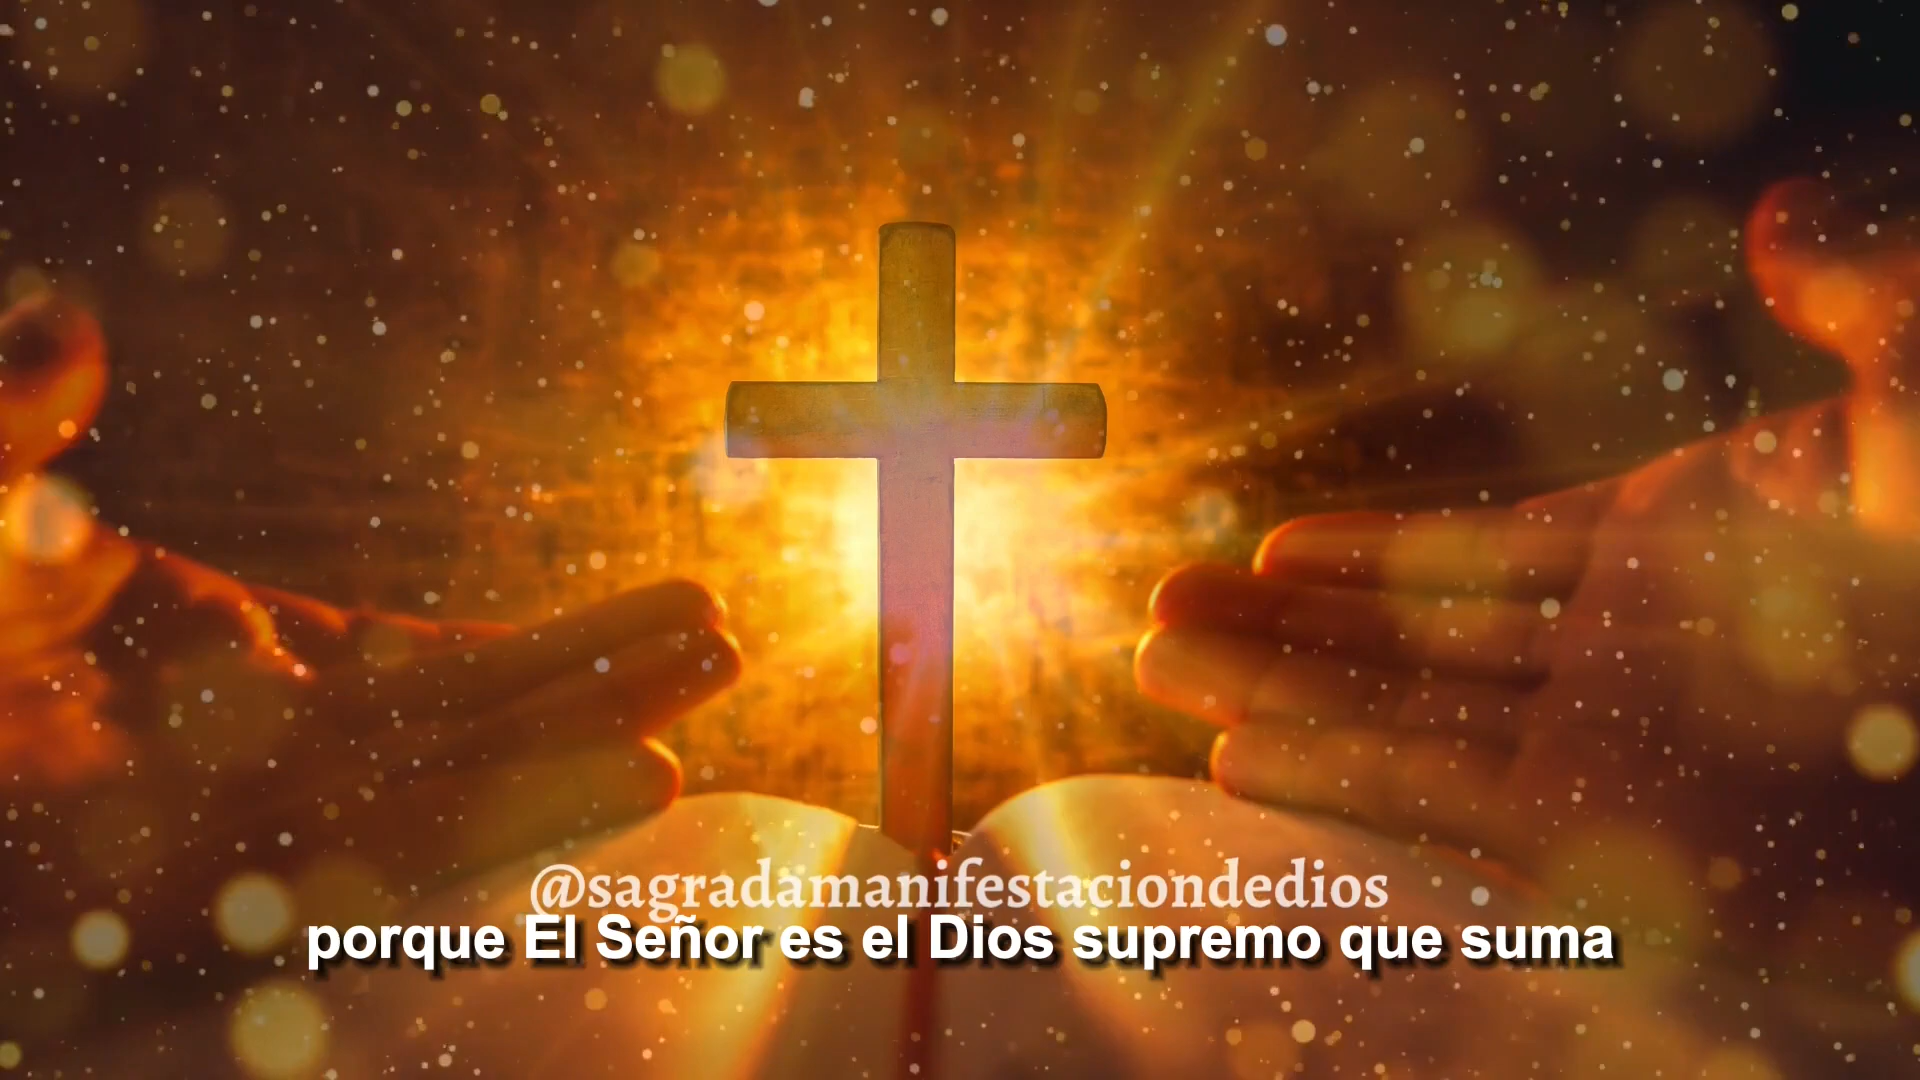 @sagradamanifestaciondedios
porque El Señor es el Dios supremo que suma